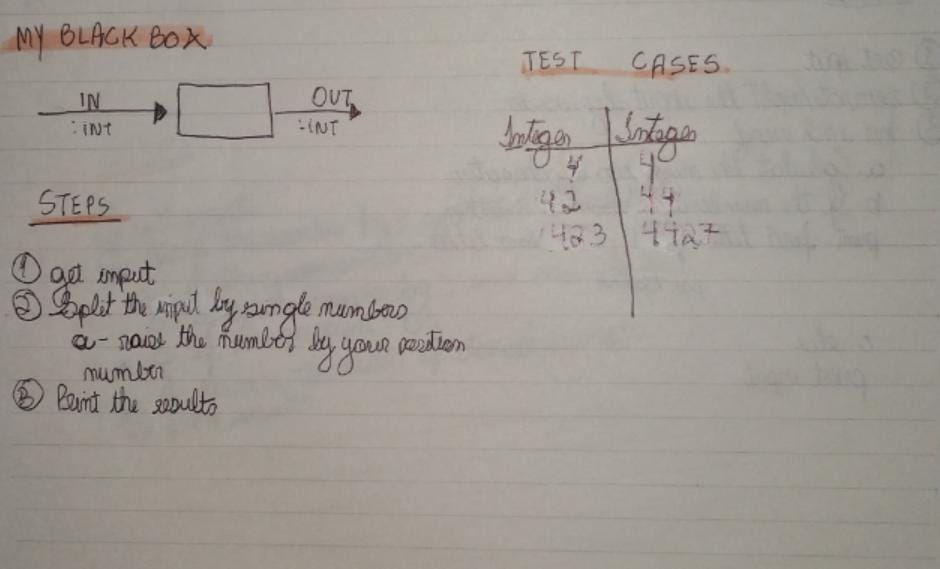 MY BLACK BOX
IN
: INT
OUT
: INT
STEPS
① get input
② Split the input by single numbers
a - raise the number by your position
number
③ Print the results
TEST CASES
Integer Integer
4 4
42 44
423 4427